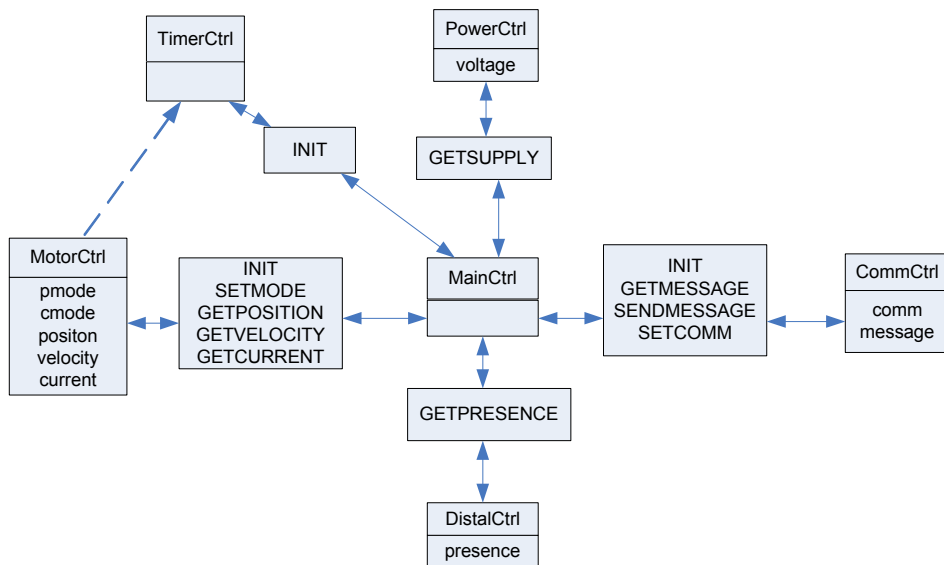 TimerCtrl
PowerCtrl
voltage
INIT
GETSUPPLY
MotorCtrl
pmode
cmode
positon
velocity
current
INIT
SETMODE
GETPOSITION
GETVELOCITY
GETCURRENT
MainCtrl
INIT
GETMESSAGE
SENDMESSAGE
SETCOMM
CommCtrl
comm
message
GETPRESENCE
DistalCtrl
presence